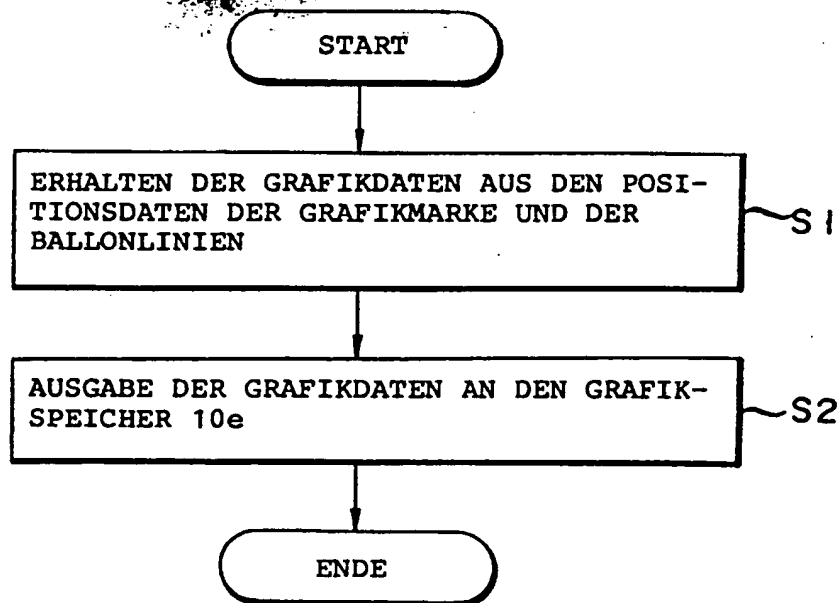 START
ERHALTEN DER GRAFIKDATEN AUS DEN POSI-
TIONSDATEN DER GRAFIKMARKE UND DER
BALLONLINIEN
S1
AUSGABE DER GRAFIKDATEN AN DEN GRAFIK-
SPEICHER 10e
S2
ENDE